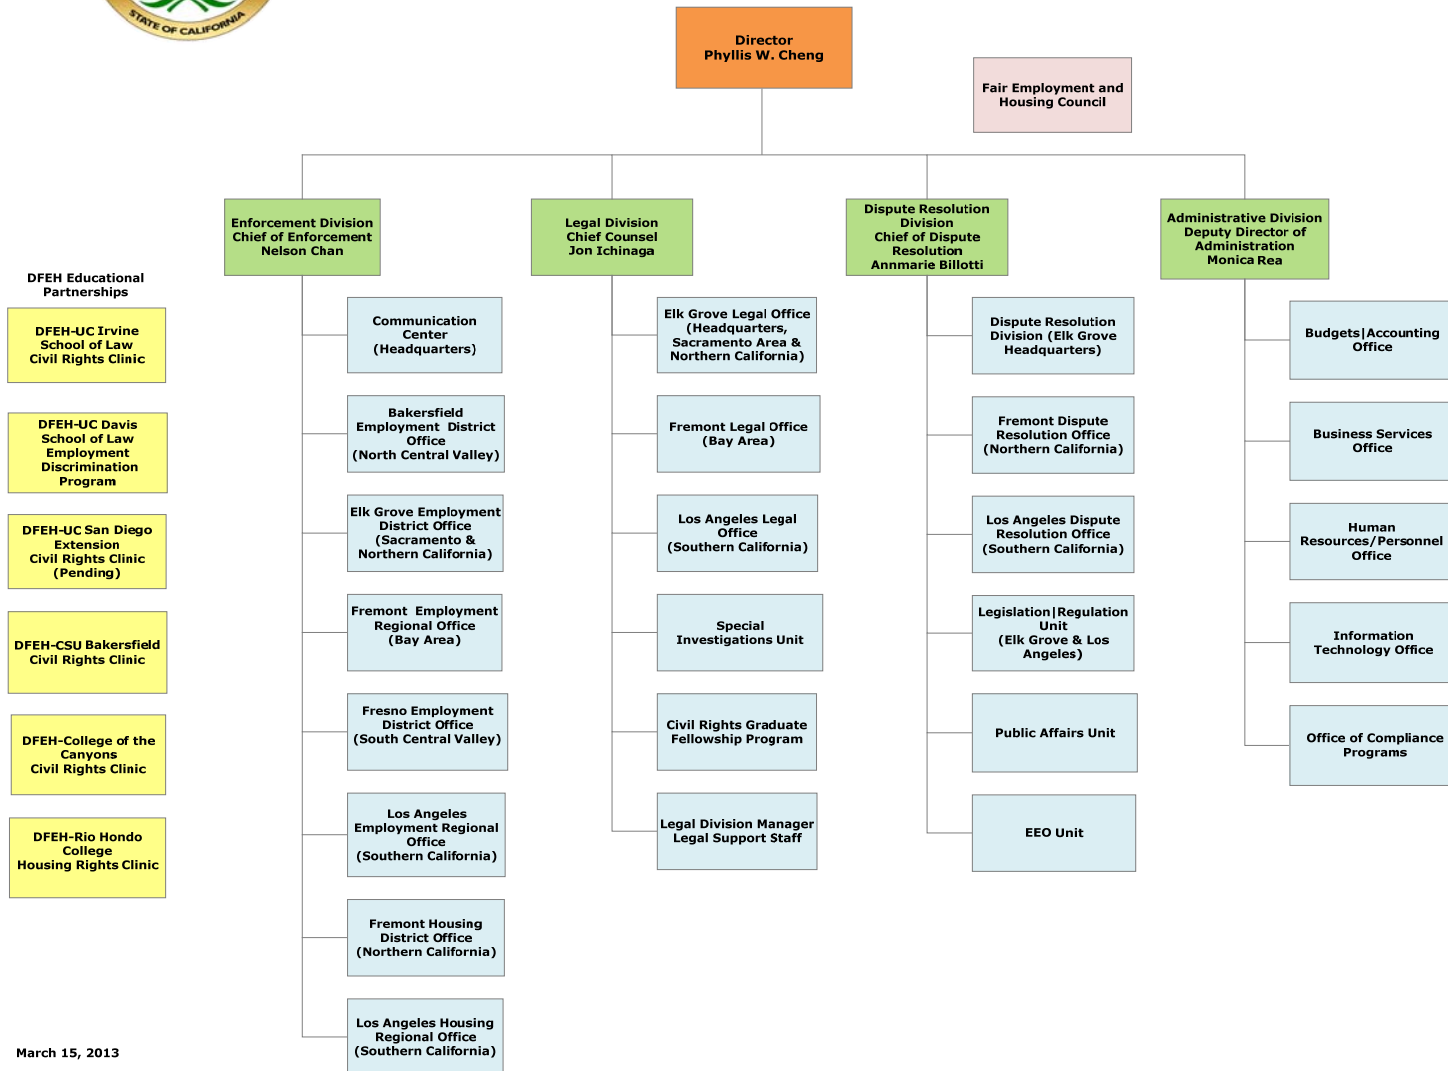 STATE OF CALIFORNIA
Director
Phyllis W. Cheng
Fair Employment and
Housing Council
Enforcement Division
Chief of Enforcement
Nelson Chan
Legal Division
Chief Counsel
Jon Ichinaga
Dispute Resolution
Division
Chief of Dispute
Resolution
Annmarie Billotti
Administrative Division
Deputy Director of
Administration
Monica Rea
DFEH Educational
Partnerships
DFEH-UC Irvine
School of Law
Civil Rights Clinic
DFEH-UC Davis
School of Law
Employment
Discrimination
Program
DFEH-UC San Diego
Extension
Civil Rights Clinic
(Pending)
DFEH-CSU Bakersfield
Civil Rights Clinic
DFEH-College of the
Canyons
Civil Rights Clinic
DFEH-Rio Hondo
College
Housing Rights Clinic
Communication
Center
(Headquarters)
Bakersfield
Employment District
Office
(North Central Valley)
Elk Grove Employment
District Office
(Sacramento &
Northern California)
Fremont Employment
Regional Office
(Bay Area)
Fresno Employment
District Office
(South Central Valley)
Los Angeles
Employment Regional
Office
(Southern California)
Fremont Housing
District Office
(Northern California)
Los Angeles Housing
Regional Office
(Southern California)
Elk Grove Legal Office
(Headquarters,
Sacramento Area &
Northern California)
Fremont Legal Office
(Bay Area)
Los Angeles Legal
Office
(Southern California)
Special
Investigations Unit
Civil Rights Graduate
Fellowship Program
Legal Division Manager
Legal Support Staff
Dispute Resolution
Division (Elk Grove
Headquarters)
Fremont Dispute
Resolution Office
(Northern California)
Los Angeles Dispute
Resolution Office
(Southern California)
Legislation|Regulation
Unit
(Elk Grove & Los
Angeles)
Public Affairs Unit
EEO Unit
Budgets|Accounting
Office
Business Services
Office
Human
Resources/Personnel
Office
Information
Technology Office
Office of Compliance
Programs
March 15, 2013